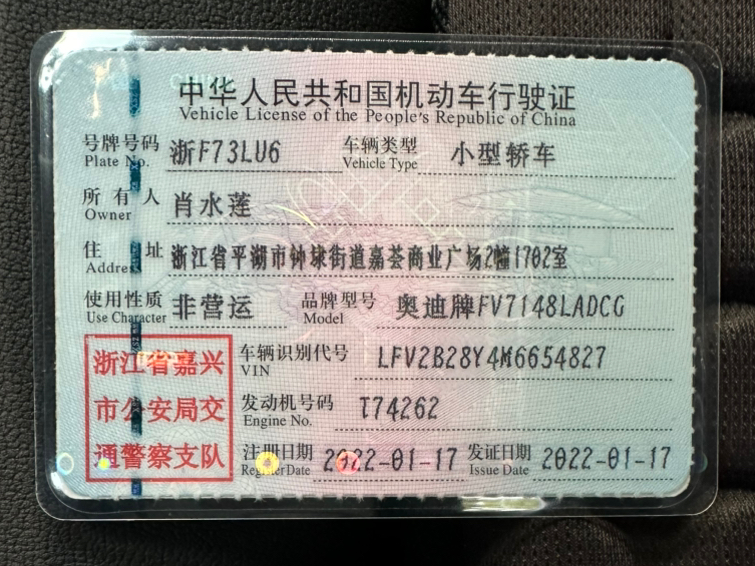 中华人民共和国机动车行驶证
Vehicle License of the People's Republic of China
号牌号码 浙F73LU6 车辆类型 小型轿车
Plate No. Vehicle Type
所有人 肖水莲
Owner
住址 浙江省平湖市钟埭街道嘉荟商业广场2幢1702室
Address
使用性质 非营运 品牌型号 奥迪牌FV7148LADCG
Use Character Model
浙江省嘉兴
市公安局交
通警察支队
车辆识别代号 LFV2B28Y4M6654827
VIN
发动机号码 T74262
Engine No.
注册日期 2022-01-17 发证日期 2022-01-17
Register Date Issue Date